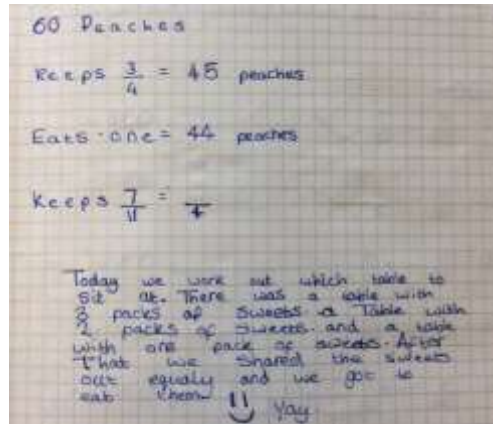 60 Peaches
Keeps 3/4 = 45 peaches
Eats one = 44 peaches
Keeps 7/11 =
Today we work out which table to
sit at. There was a table with
3 packs of sweets a Table with
2 packs of sweets. and a table
with one pack of sweets. After
that we shared the sweets
out equaly and we got to
eat them
Yay